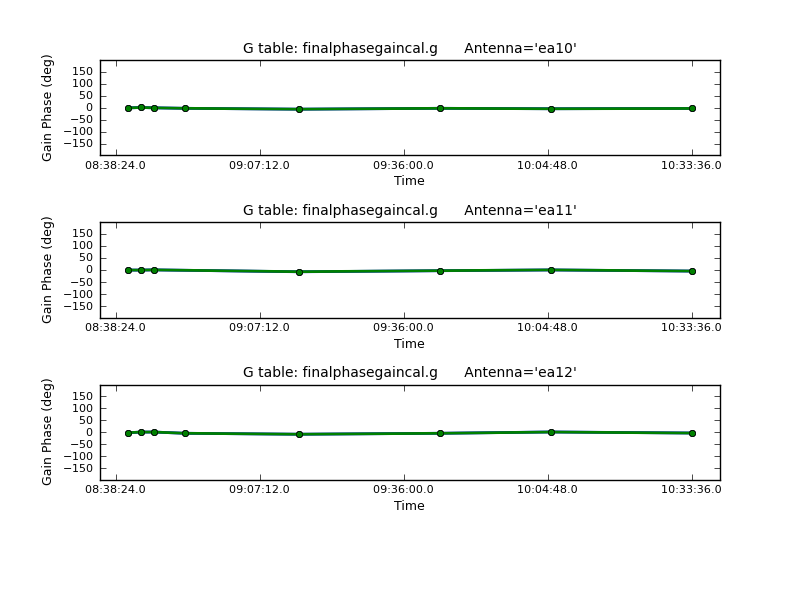 G table: finalphasegaincal.g Antenna='ea10'
Gain Phase (deg)
150
100
50
0
−50
−100
−150
08:38:24.0 09:07:12.0 09:36:00.0 10:04:48.0 10:33:36.0
Time
G table: finalphasegaincal.g Antenna='ea11'
Gain Phase (deg)
150
100
50
0
−50
−100
−150
08:38:24.0 09:07:12.0 09:36:00.0 10:04:48.0 10:33:36.0
Time
G table: finalphasegaincal.g Antenna='ea12'
Gain Phase (deg)
150
100
50
0
−50
−100
−150
08:38:24.0 09:07:12.0 09:36:00.0 10:04:48.0 10:33:36.0
Time